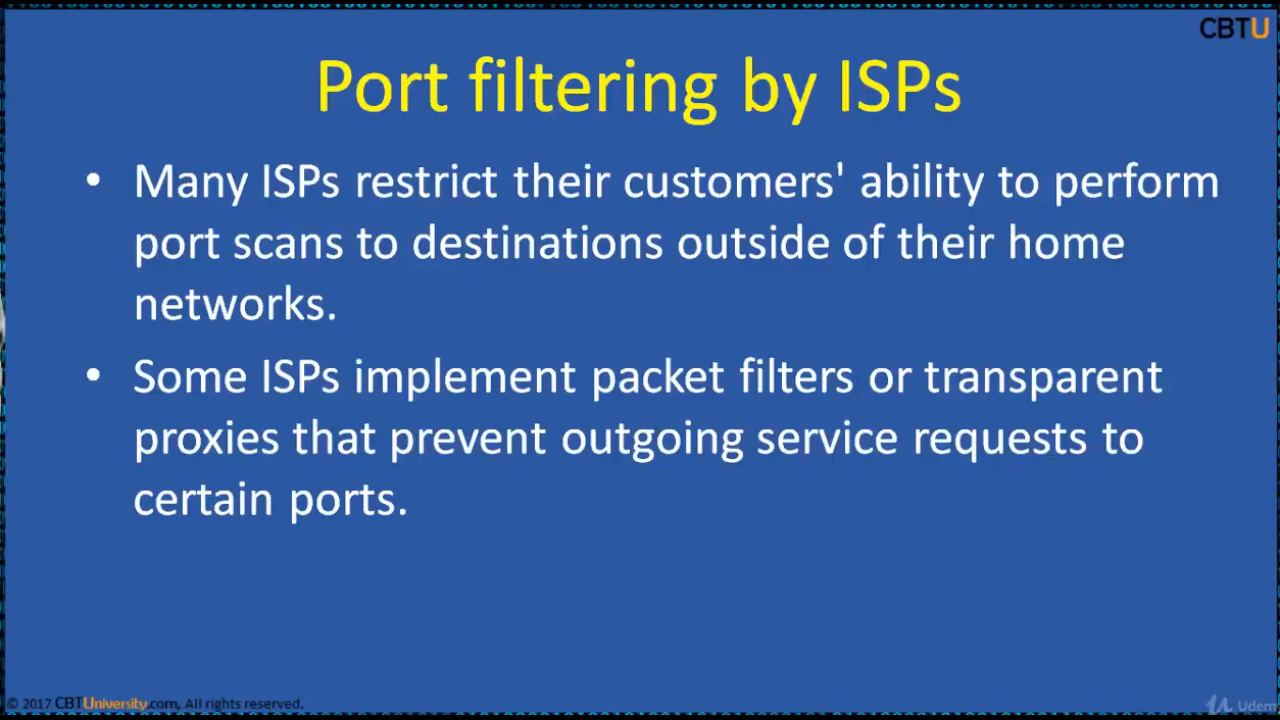 CBTU
Port filtering by ISPs
• Many ISPs restrict their customers' ability to perform
port scans to destinations outside of their home
networks.
• Some ISPs implement packet filters or transparent
proxies that prevent outgoing service requests to
certain ports.
© 2017 CBTUniversity.com, All rights reserved.